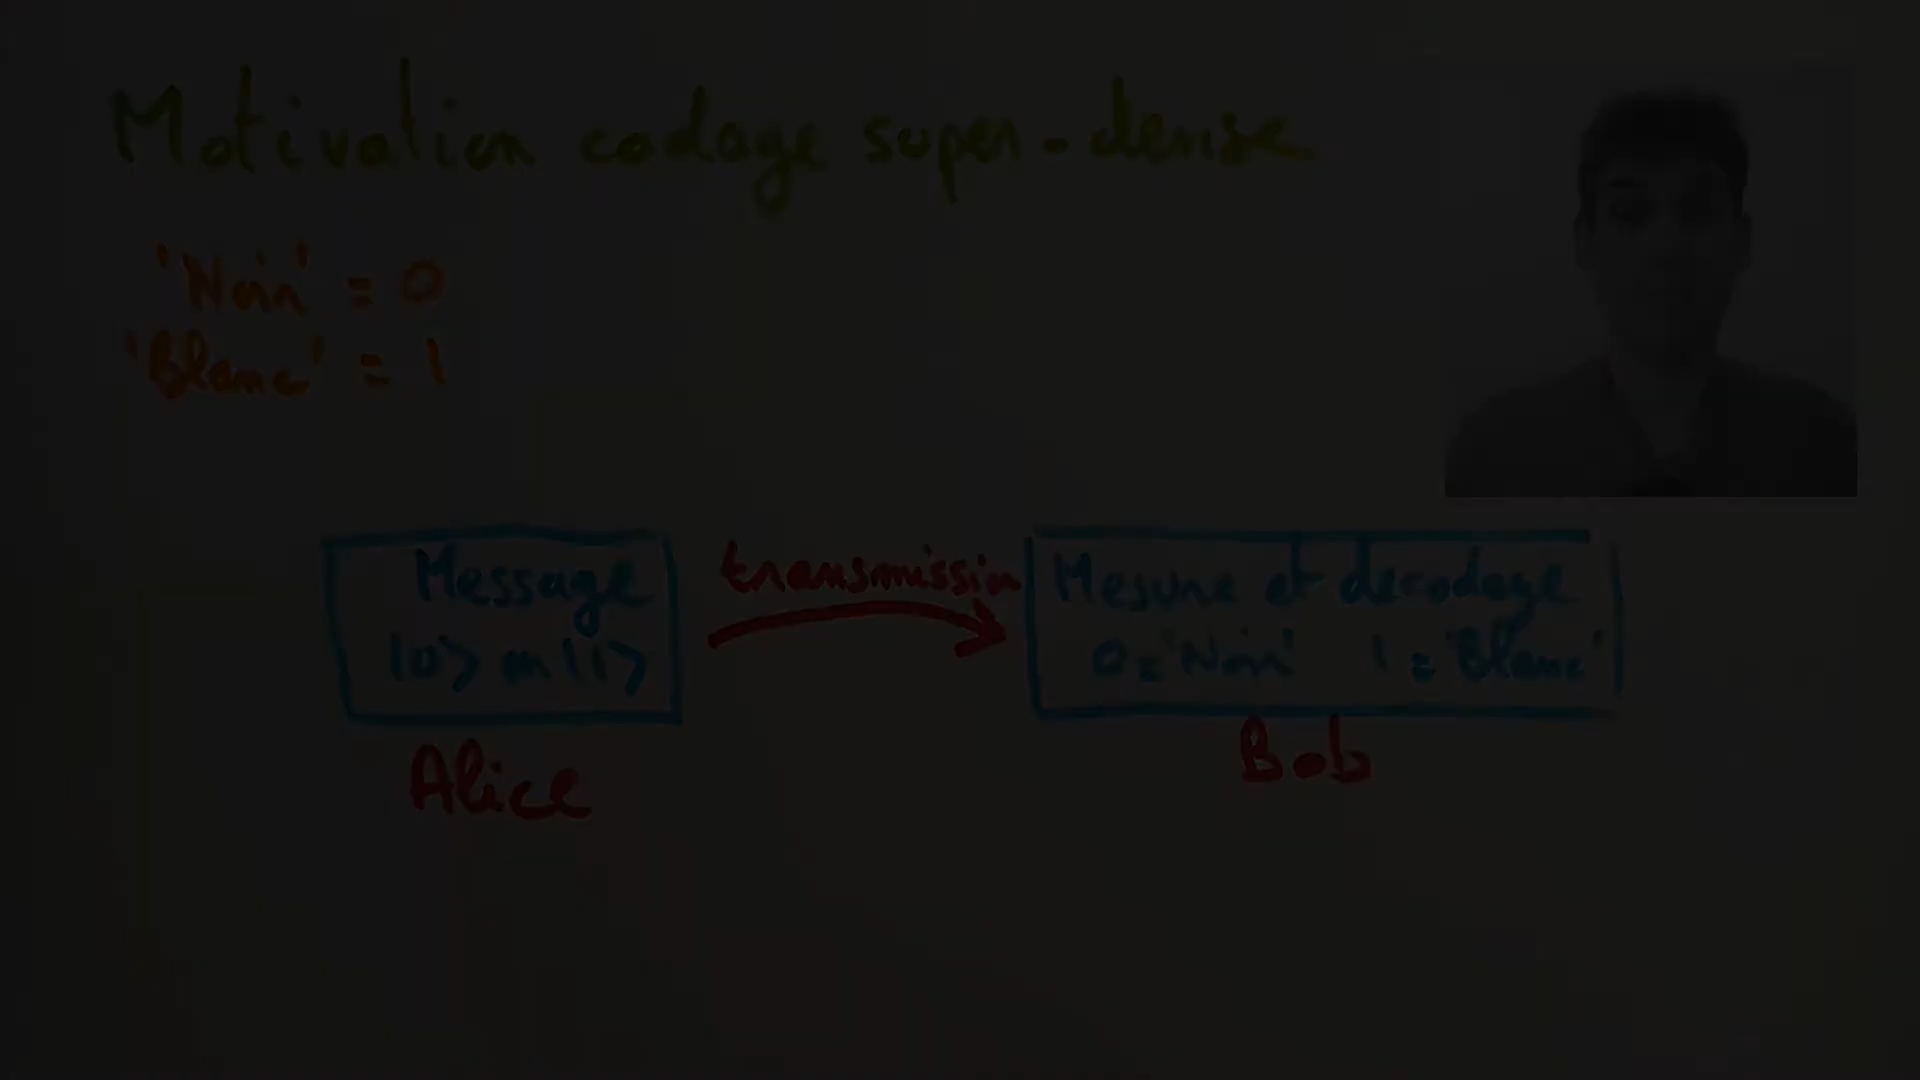 Motivation codage super-dense
'Noir' = 0
'Blanc' = 1
transmission
Message
|0> ou |1>
Mesure et décodage
0 = 'Noir' 1 = 'Blanc'
Alice
Bob